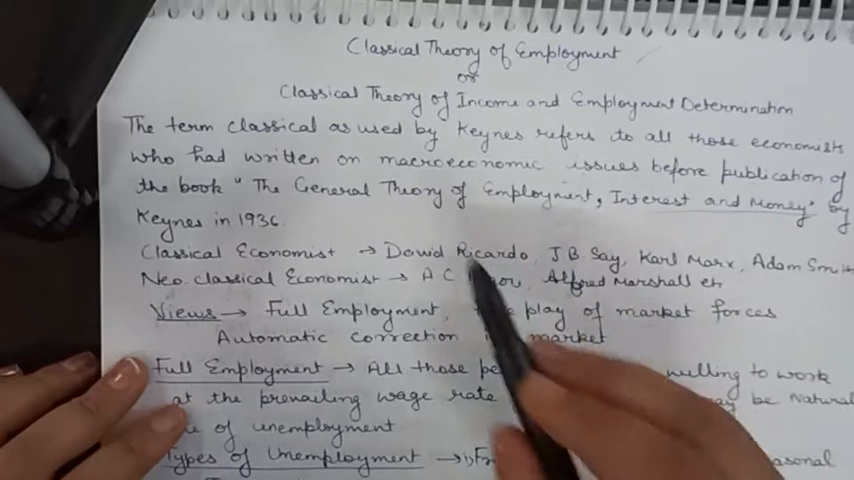 Classical Theory of Employment
or
Classical Theory of Income and Employment Determination
The term classical as used by Keynes refers to all those economists
who had written on macroeconomic issues before publication of
the book "The General Theory of Employment, Interest and Money" by
Keynes in 1936.
Classical Economist → David Ricardo, J B Say, Karl Marx, Adam Smith
Neo classical Economist → A C Alfred Marshall etc
Views → Full Employment, play of market forces
Automatic correction market
Full Employment → All those willing to work
at the prevailing wage rate be Natural
of unemployment
Types of Unemployment →